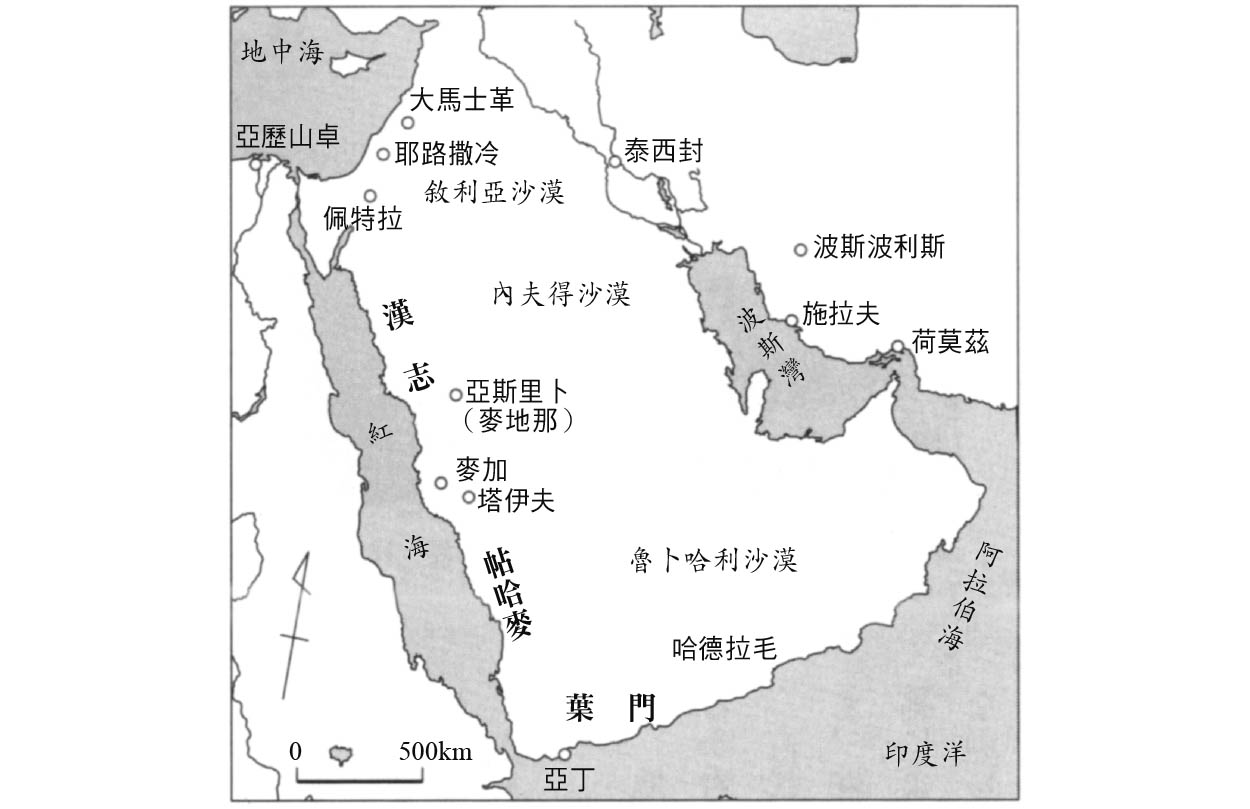 地中海
大馬士革
亞歷山卓
耶路撒冷
泰西封
敘利亞沙漠
佩特拉
波斯波利斯
漢志
內夫得沙漠
波斯灣
施拉夫
荷莫茲
亞斯里卜
（麥地那）
紅海
麥加
塔伊夫
帖哈麥
魯卜哈利沙漠
阿拉伯海
哈德拉毛
葉門
0 500km
亞丁
印度洋